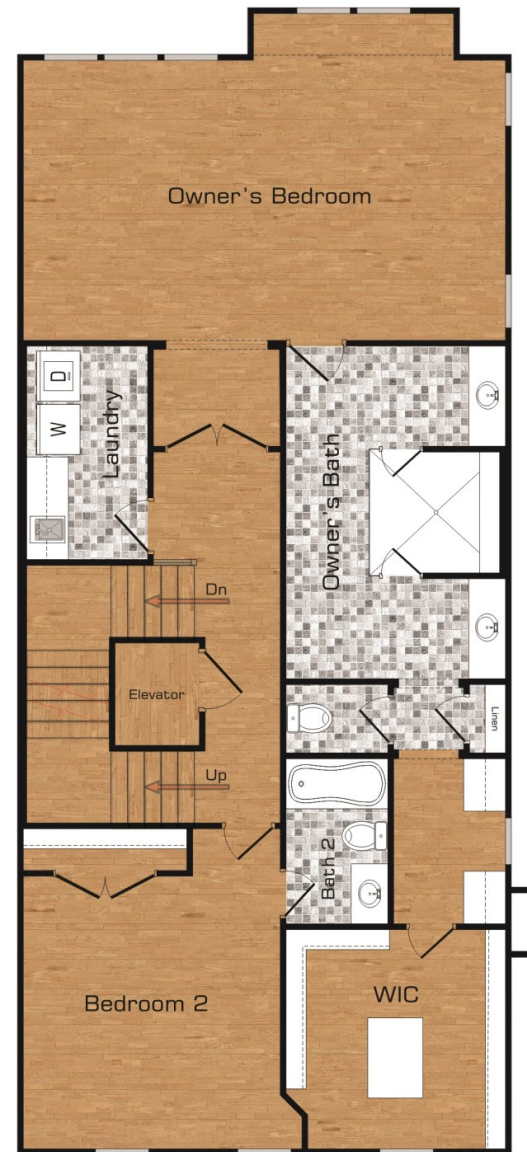 Owner's Bedroom
D
W
Laundry
Owner's Bath
Dn
Elevator
Linen
Up
Bath 2
Bedroom 2
WIC